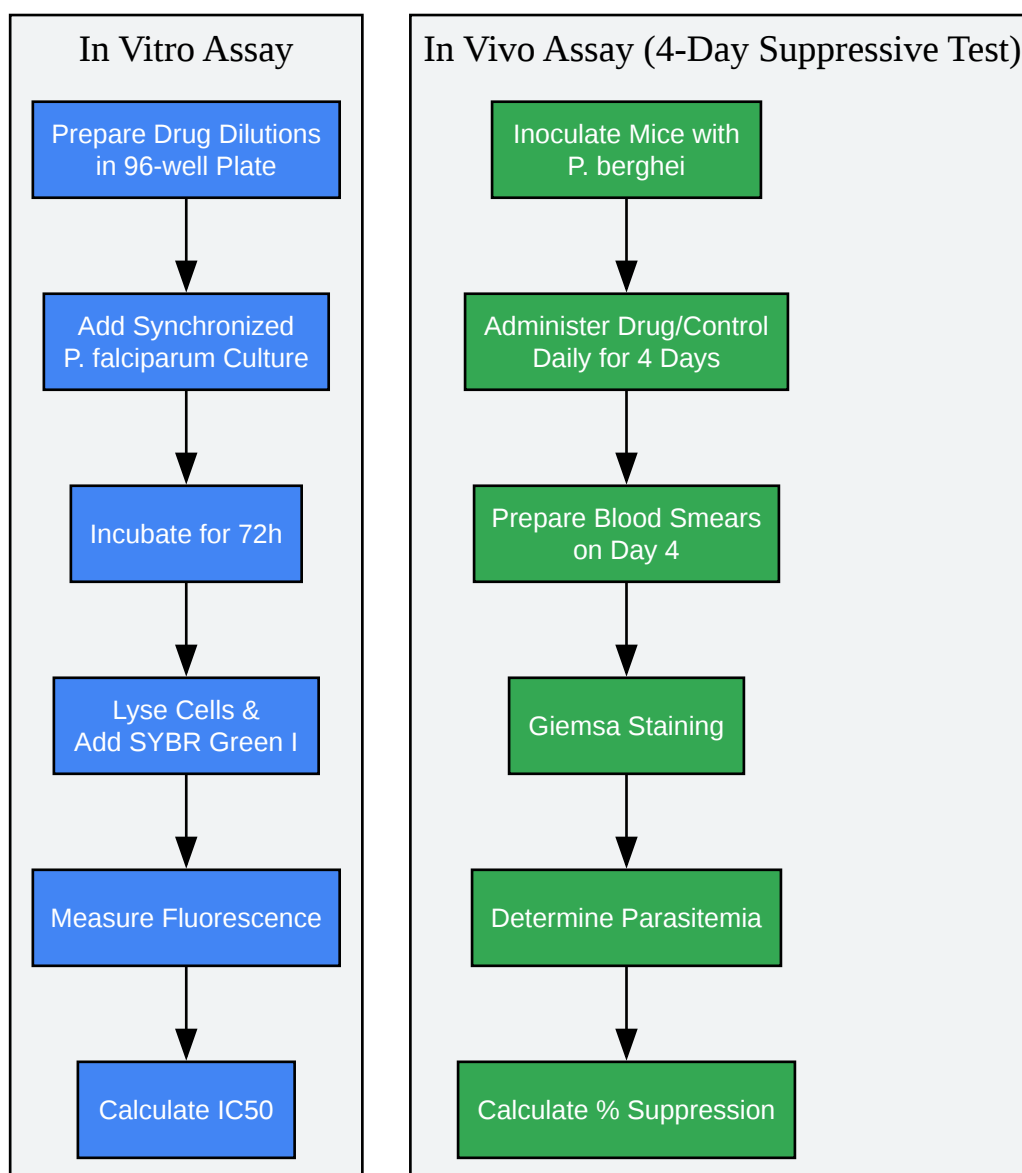 In Vitro Assay
Prepare Drug Dilutions
in 96-well Plate
Add Synchronized
P. falciparum Culture
Incubate for 72h
Lyse Cells &
Add SYBR Green I
Measure Fluorescence
Calculate IC50
In Vivo Assay (4-Day Suppressive Test)
Inoculate Mice with
P. berghei
Administer Drug/Control
Daily for 4 Days
Prepare Blood Smears
on Day 4
Giemsa Staining
Determine Parasitemia
Calculate % Suppression